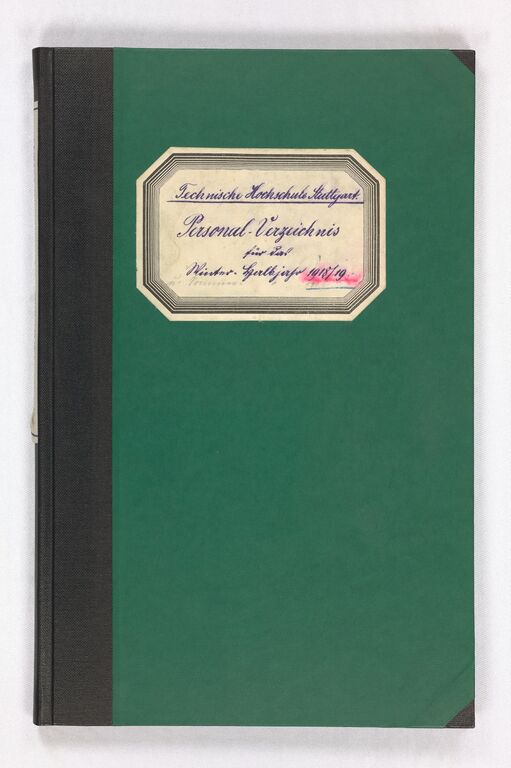 Technische Hochschule Stuttgart.
Personal-Verzeichnis
für das
Winter-Halbjahr 1918/19.